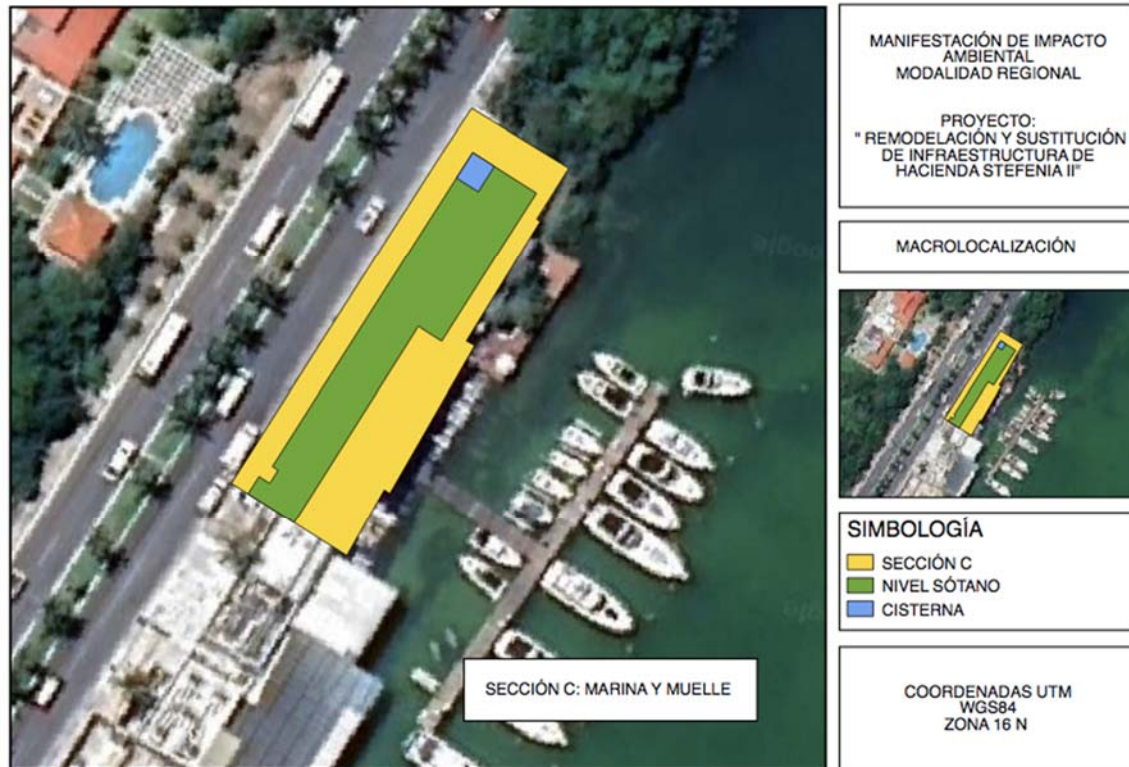 MANIFESTACIÓN DE IMPACTO
AMBIENTAL
MODALIDAD REGIONAL
PROYECTO:
" REMODELACIÓN Y SUSTITUCIÓN
DE INFRAESTRUCTURA DE
HACIENDA STEFENIA II"
MACROLOCALIZACIÓN
SIMBOLOGÍA
SECCIÓN C
NIVEL SÓTANO
CISTERNA
SECCIÓN C: MARINA Y MUELLE
COORDENADAS UTM
WGS84
ZONA 16 N